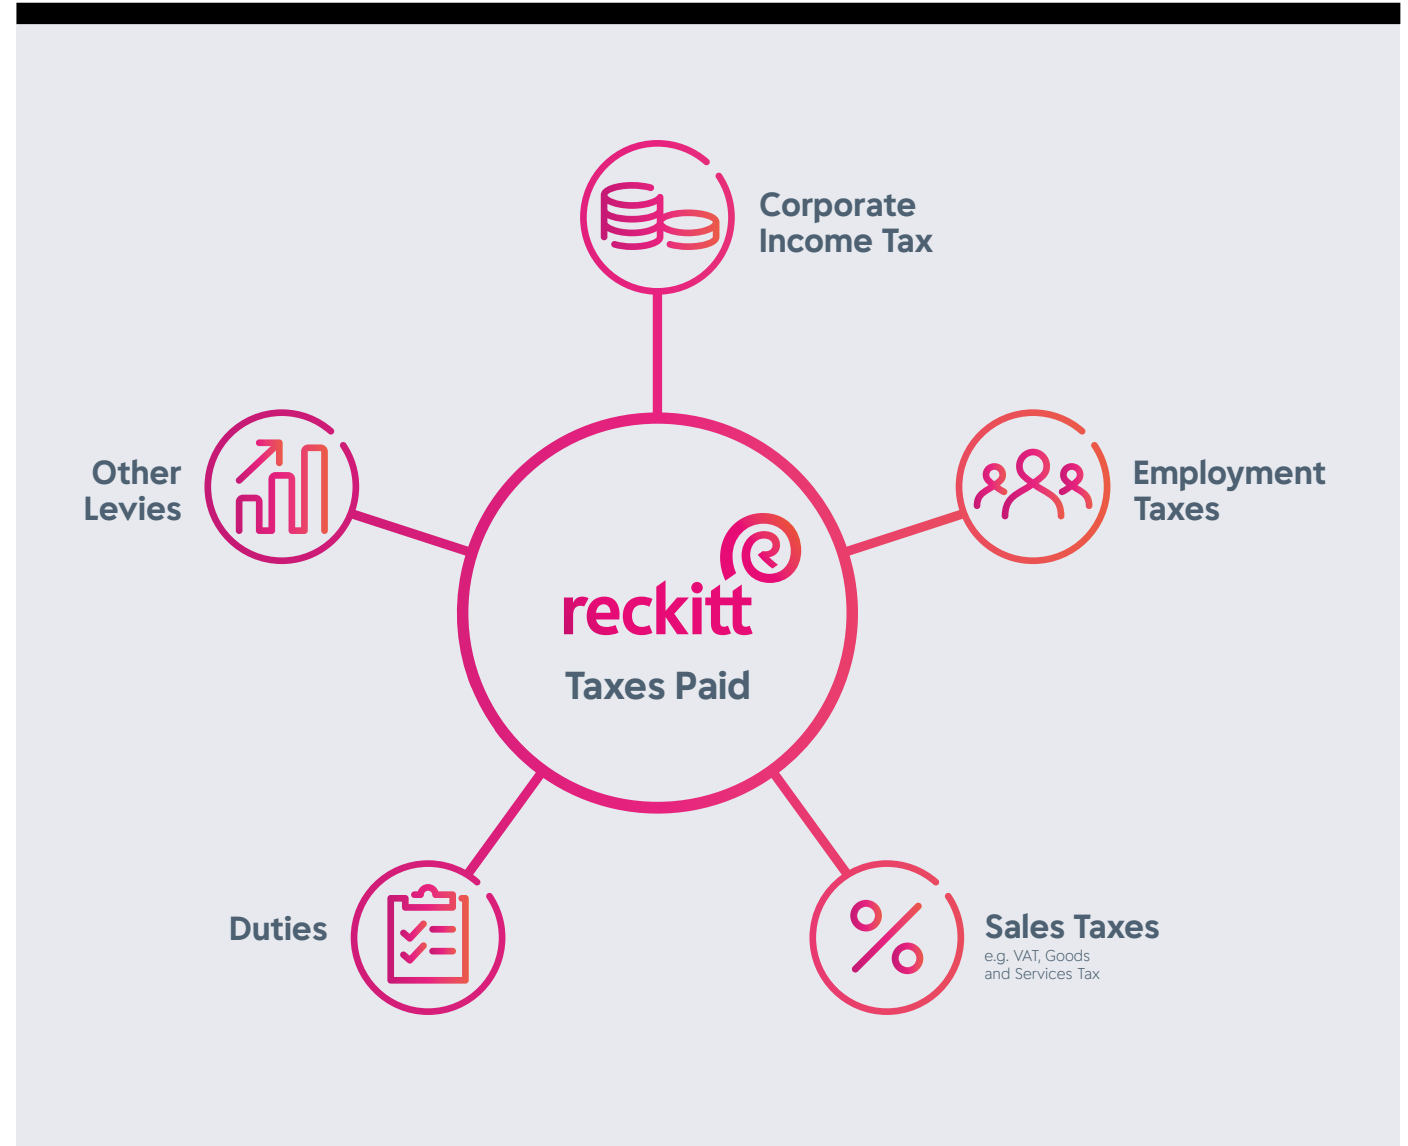 Corporate
Income Tax
Other
Levies
Employment
Taxes
reckitt
Taxes Paid
Duties
Sales Taxes
e.g. VAT, Goods
and Services Tax